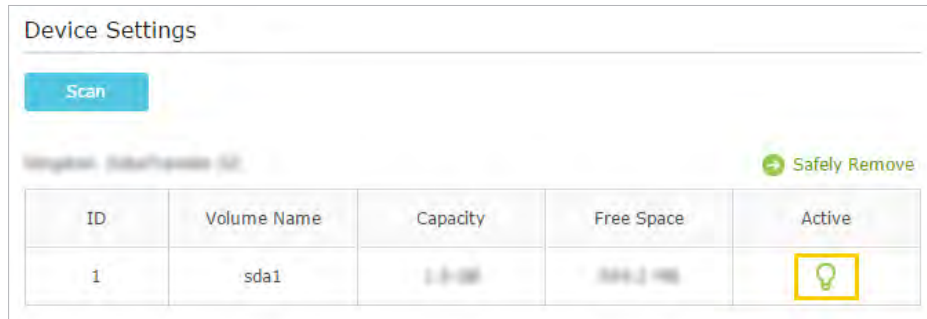 Device Settings
Scan
Safely Remove
ID Volume Name Capacity Free Space Active
1 sda1